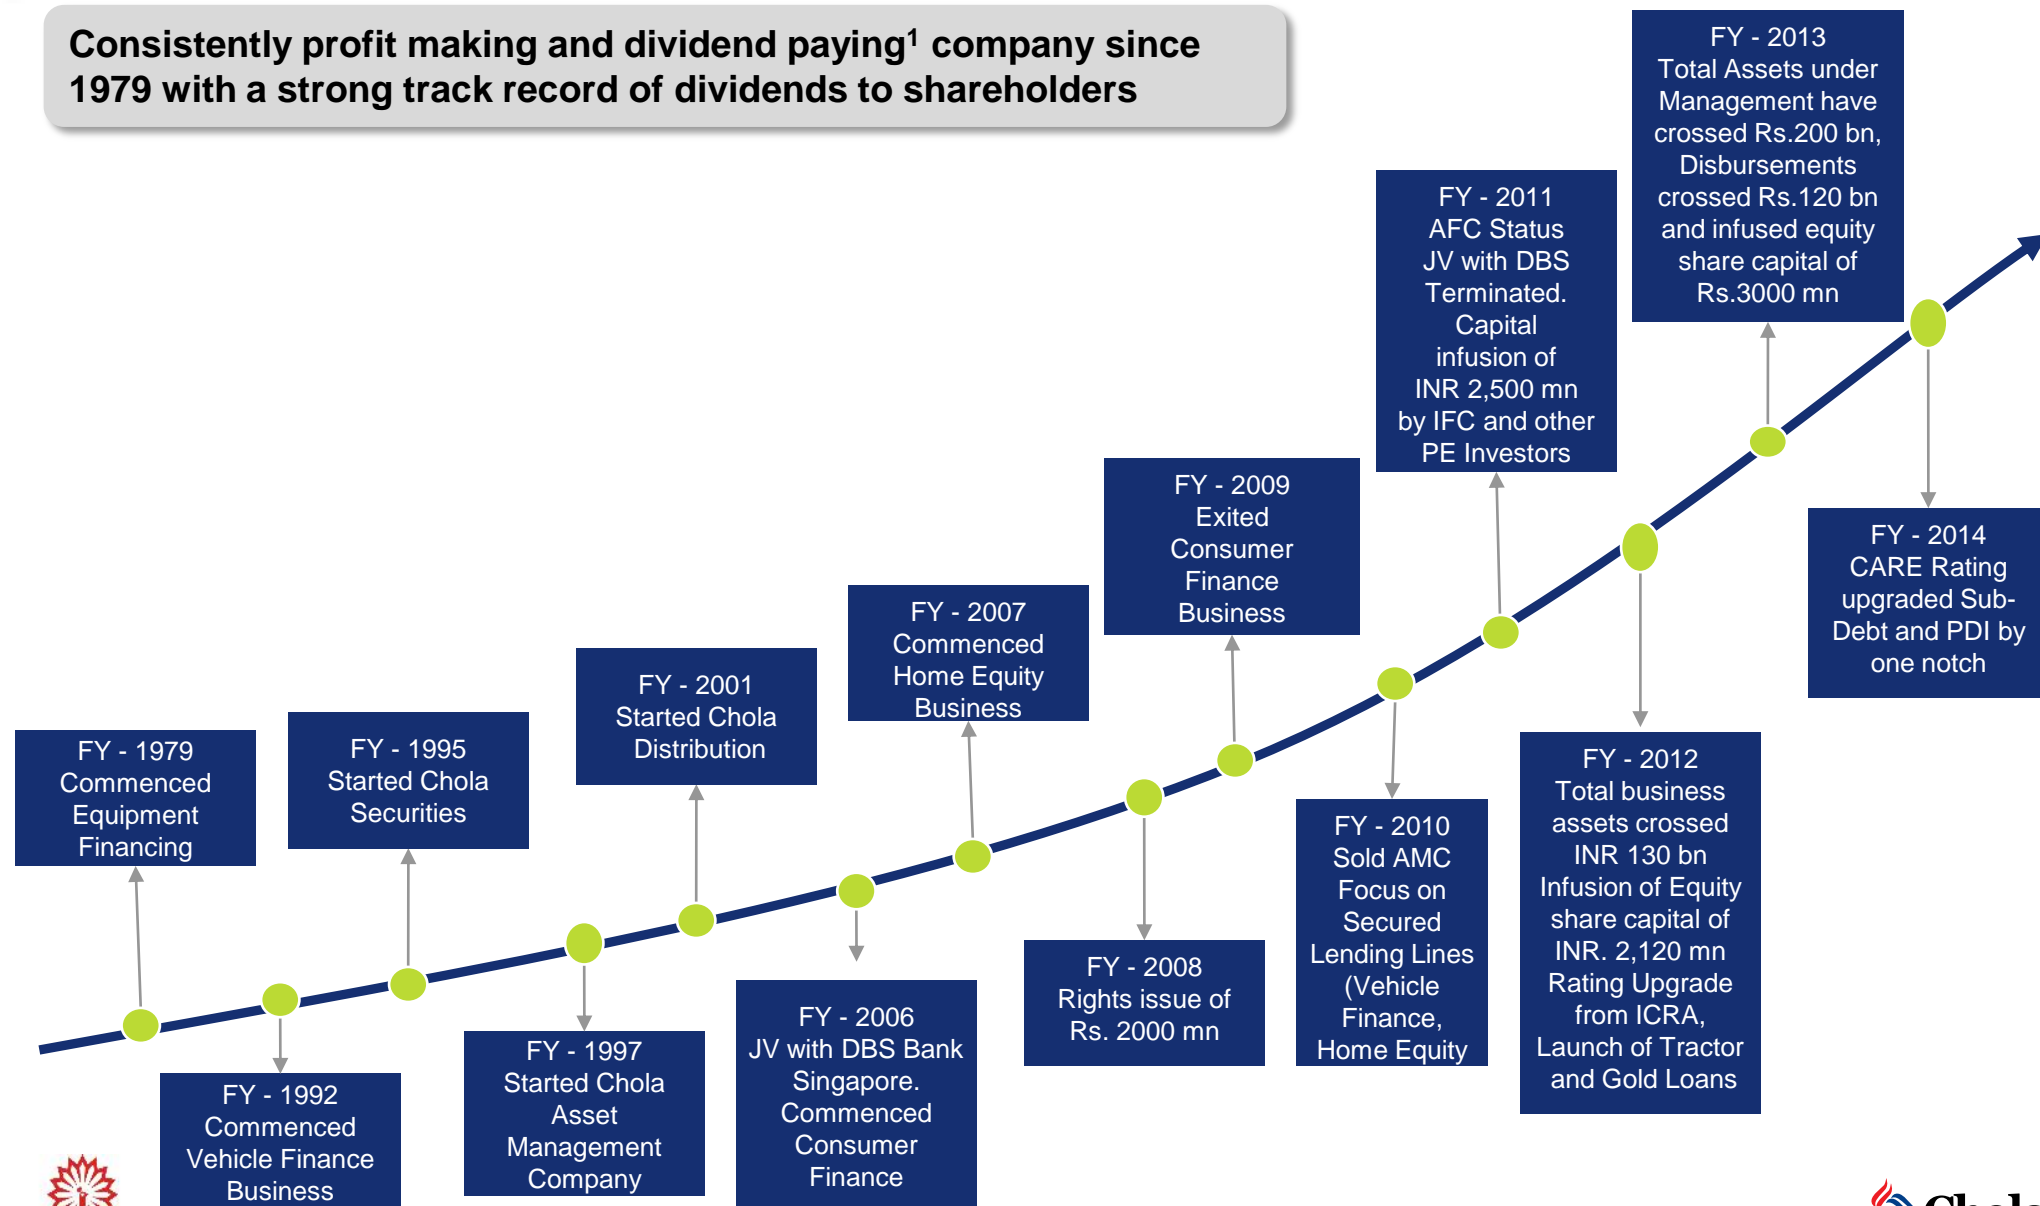 Consistently profit making and dividend paying¹ company since
1979 with a strong track record of dividends to shareholders
FY - 1979
Commenced
Equipment
Financing
FY - 1992
Commenced
Vehicle Finance
Business
FY - 1995
Started Chola
Securities
FY - 1997
Started Chola
Asset
Management
Company
FY - 2001
Started Chola
Distribution
FY - 2006
JV with DBS Bank
Singapore.
Commenced
Consumer
Finance
FY - 2007
Commenced
Home Equity
Business
FY - 2008
Rights issue of
Rs. 2000 mn
FY - 2009
Exited
Consumer
Finance
Business
FY - 2010
Sold AMC
Focus on
Secured
Lending Lines
(Vehicle
Finance,
Home Equity
FY - 2011
AFC Status
JV with DBS
Terminated.
Capital
infusion of
INR 2,500 mn
by IFC and other
PE Investors
FY - 2012
Total business
assets crossed
INR 130 bn
Infusion of Equity
share capital of
INR. 2,120 mn
Rating Upgrade
from ICRA,
Launch of Tractor
and Gold Loans
FY - 2013
Total Assets under
Management have
crossed Rs.200 bn,
Disbursements
crossed Rs.120 bn
and infused equity
share capital of
Rs.3000 mn
FY - 2014
CARE Rating
upgraded Sub-
Debt and PDI by
one notch